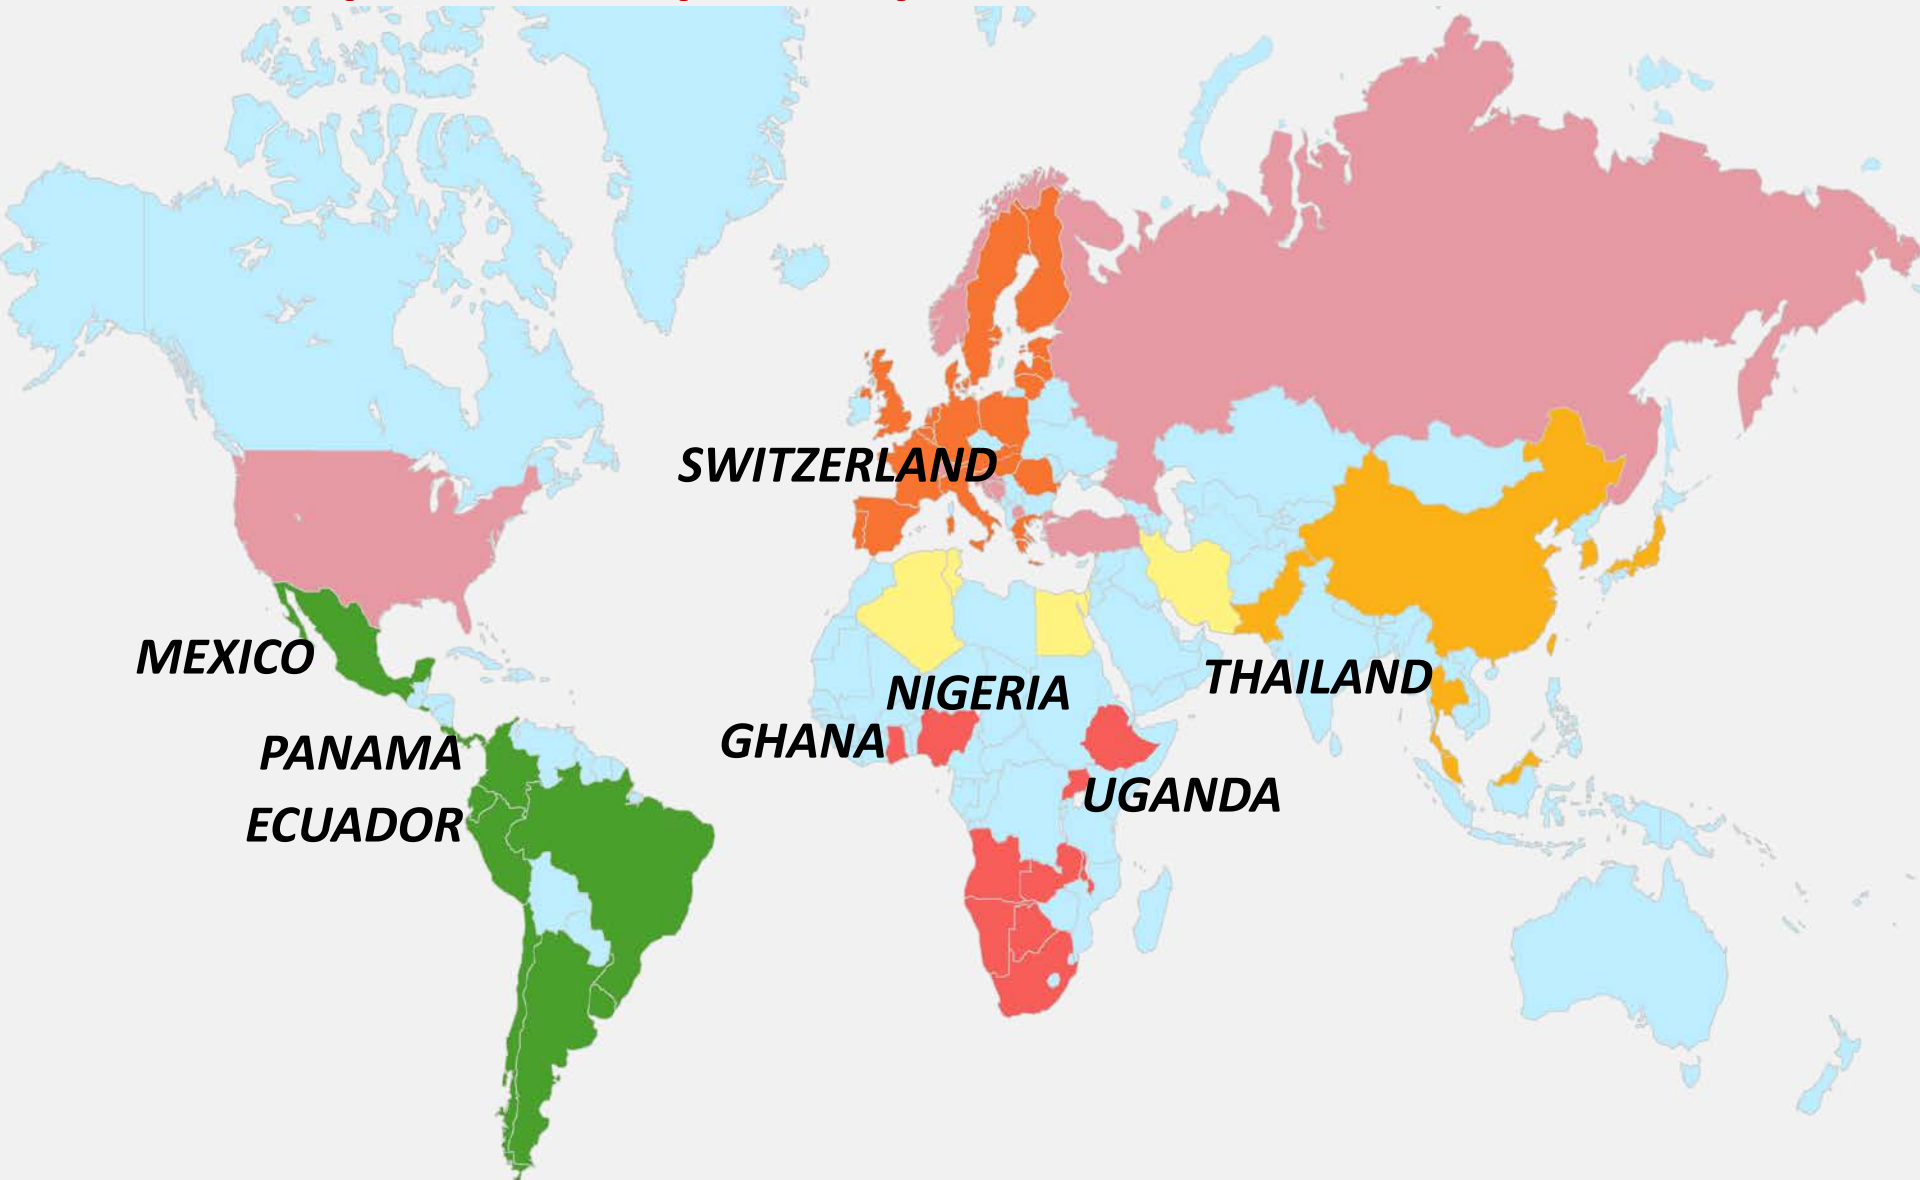 SWITZERLAND
MEXICO
NIGERIA
THAILAND
GHANA
PANAMA
UGANDA
ECUADOR